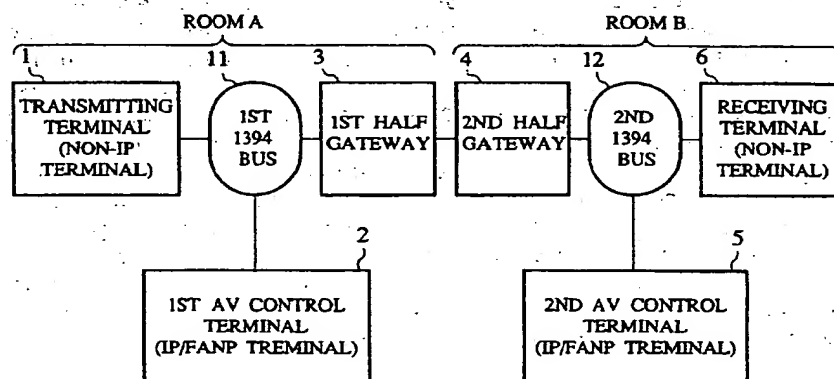 ROOM A
ROOM B
1
11
3
4
12
6
TRANSMITTING
TERMINAL
(NON-IP
TERMINAL)
1ST
1394
BUS
1ST HALF
GATEWAY
2ND HALF
GATEWAY
2ND
1394
BUS
RECEIVING
TERMINAL
(NON-IP
TERMINAL)
2
5
1ST AV CONTROL
TERMINAL
(IP/FANP TREMINAL)
2ND AV CONTROL
TERMINAL
(IP/FANP TREMINAL)